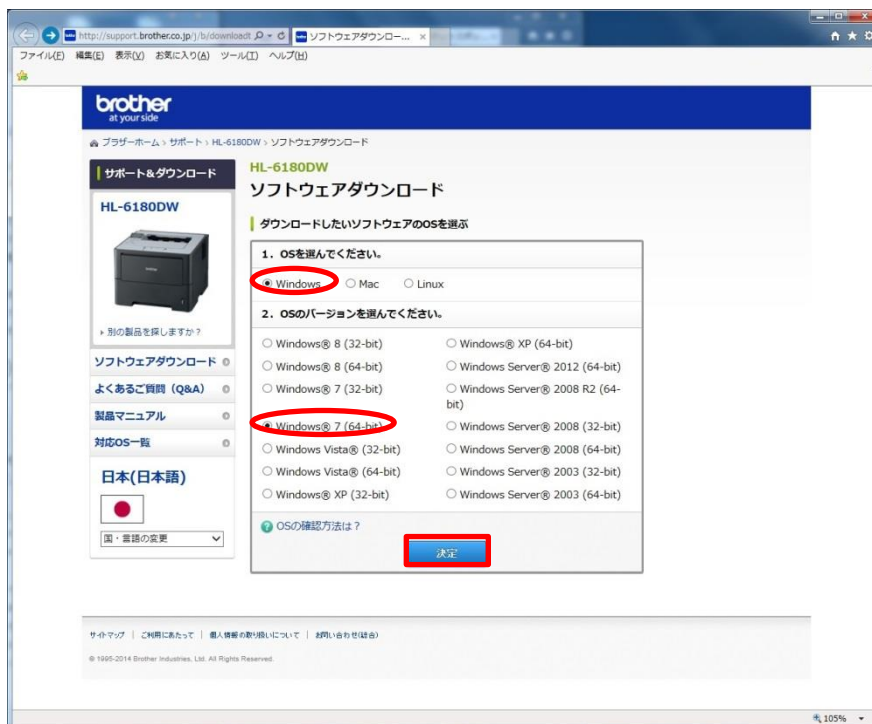 http://support.brother.co.jp/j/b/downloadt
ソフトウェアダウンロー... ×
ファイル(F) 編集(E) 表示(V) お気に入り(A) ツール(T) ヘルプ(H)
brother
at your side
ブラザーホーム › サポート › HL-6180DW › ソフトウェアダウンロード
サポート&ダウンロード
HL-6180DW
別の製品を探しますか?
ソフトウェアダウンロード
よくあるご質問(Q&A)
製品マニュアル
対応OS一覧
日本(日本語)
国・言語の変更
HL-6180DW
ソフトウェアダウンロード
ダウンロードしたいソフトウェアのOSを選ぶ
1. OSを選んでください。
Windows Mac Linux
2. OSのバージョンを選んでください。
Windows® 8 (32-bit)
Windows® 8 (64-bit)
Windows® 7 (32-bit)
Windows® 7 (64-bit)
Windows Vista® (32-bit)
Windows Vista® (64-bit)
Windows® XP (32-bit)
Windows® XP (64-bit)
Windows Server® 2012 (64-bit)
Windows Server® 2008 R2 (64-
bit)
Windows Server® 2008 (32-bit)
Windows Server® 2008 (64-bit)
Windows Server® 2003 (32-bit)
Windows Server® 2003 (64-bit)
OSの確認方法は?
決定
サイトマップ | ご利用にあたって | 個人情報の取り扱いについて | お問い合わせ(総合)
© 1995-2014 Brother Industries, Ltd. All Rights Reserved.
105%